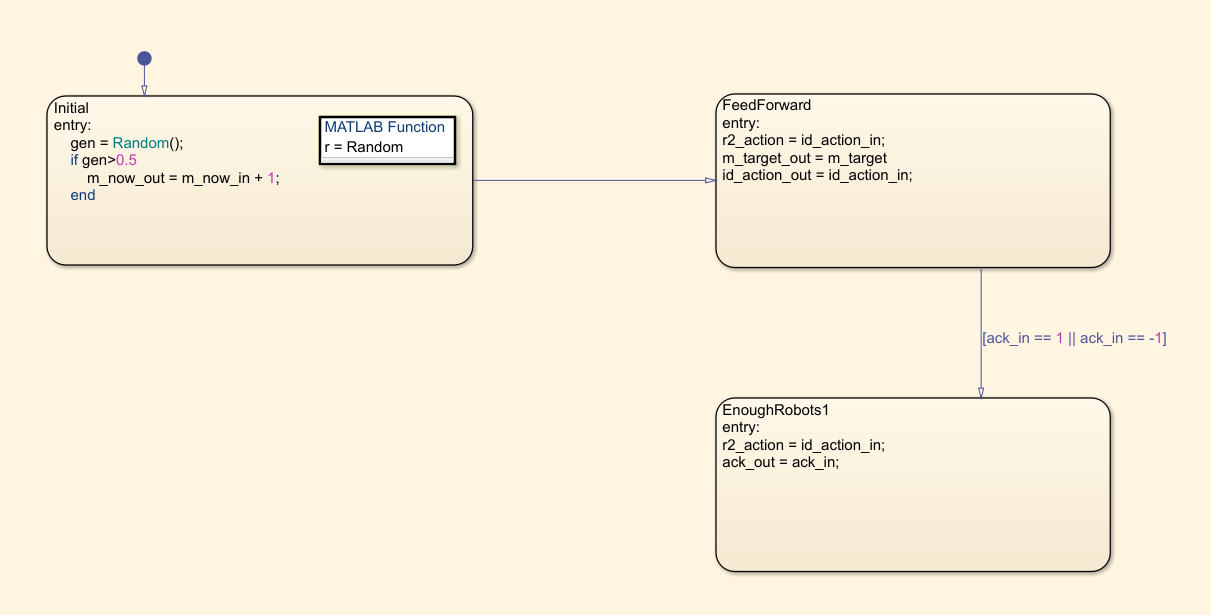 Initial
entry:
gen = Random();
if gen>0.5
m_now_out = m_now_in + 1;
end
MATLAB Function
r = Random
FeedForward
entry:
r2_action = id_action_in;
m_target_out = m_target
id_action_out = id_action_in;
[ack_in == 1 || ack_in == -1]
EnoughRobots1
entry:
r2_action = id_action_in;
ack_out = ack_in;